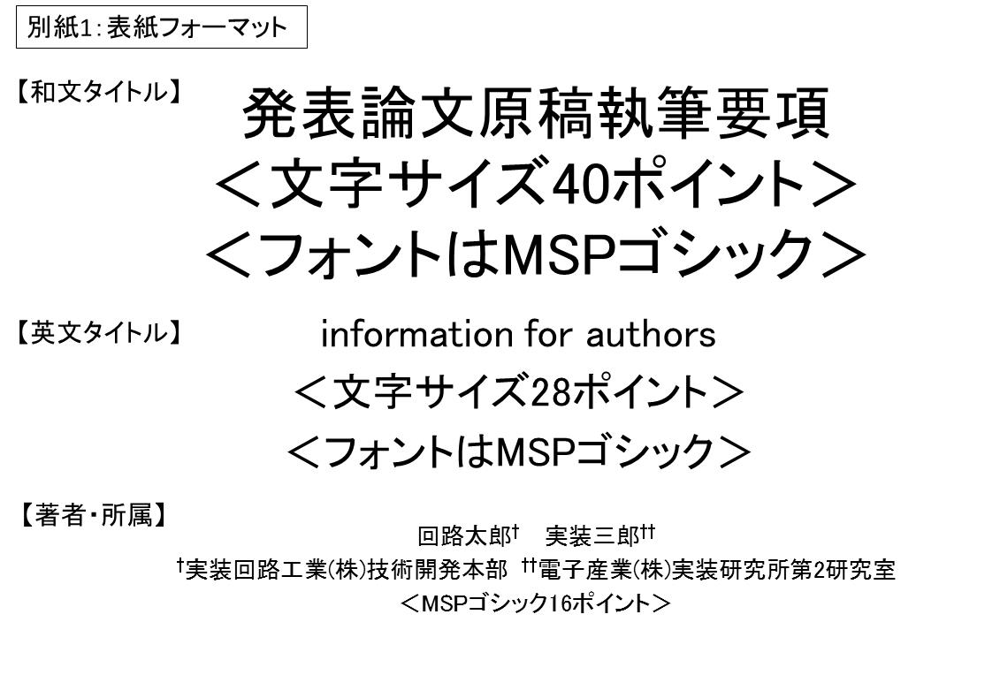 別紙1：表紙フォーマット
【和文タイトル】
発表論文原稿執筆要項
＜文字サイズ40ポイント＞
＜フォントはMSPゴシック＞
【英文タイトル】
information for authors
＜文字サイズ28ポイント＞
＜フォントはMSPゴシック＞
【著者・所属】
回路太郎†　実装三郎††
†実装回路工業(株)技術開発本部 ††電子産業(株)実装研究所第2研究室
＜MSPゴシック16ポイント＞